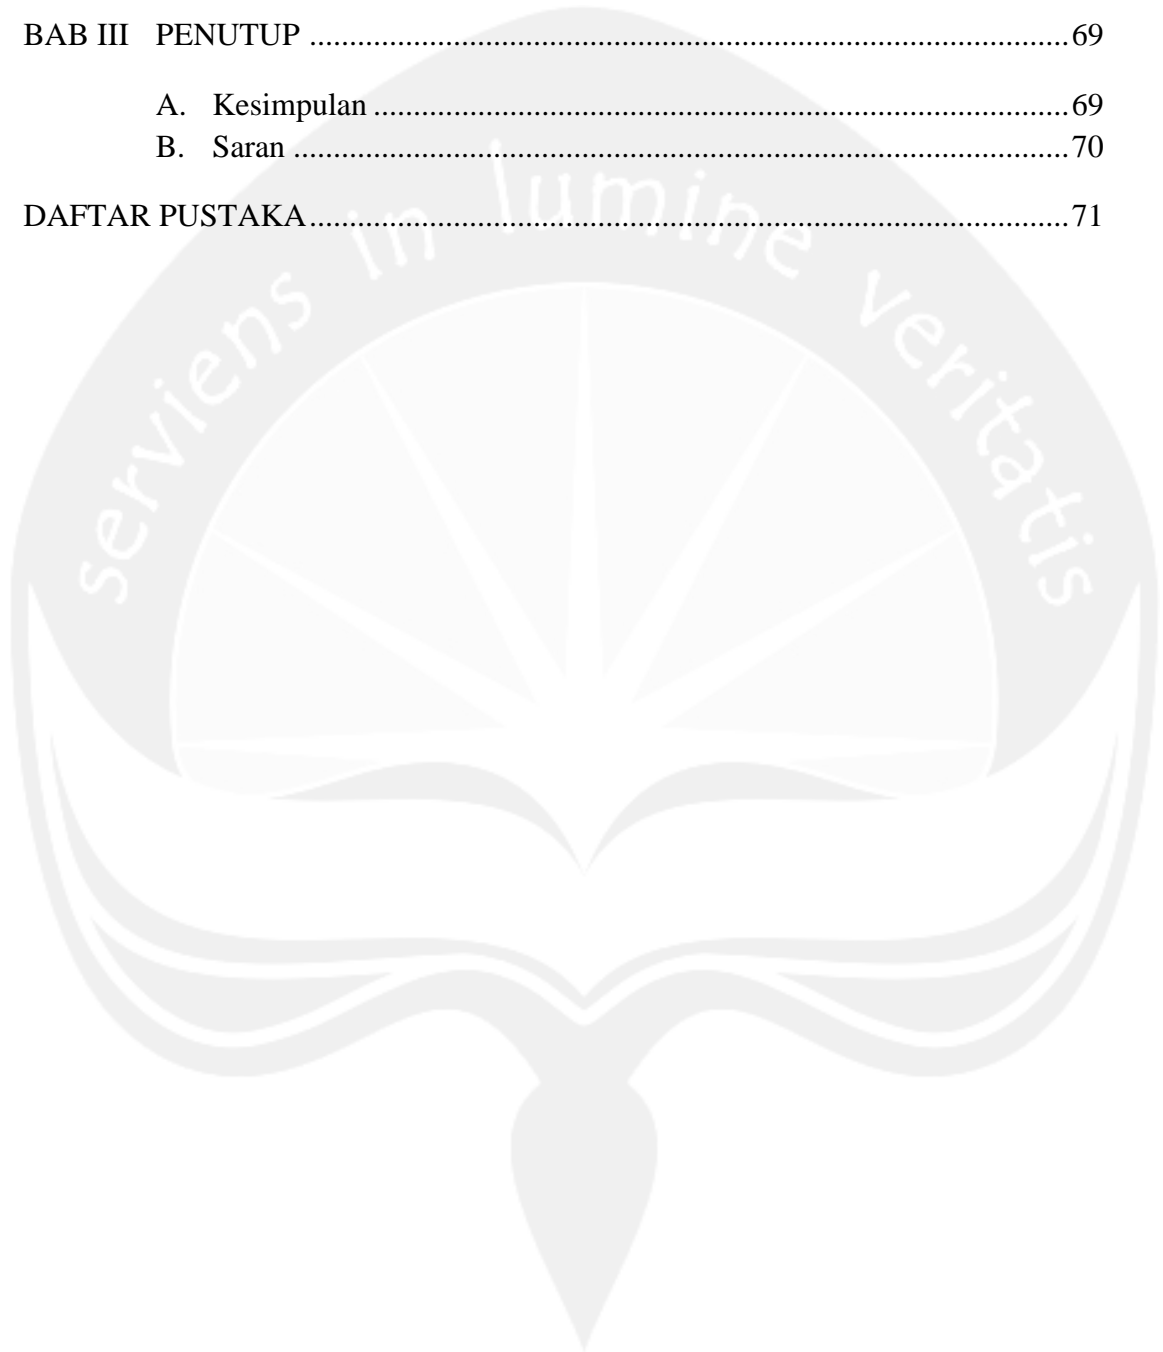 BAB III PENUTUP ................................................................................ 69
A. Kesimpulan ......................................................................... 69
B. Saran .................................................................................. 70
DAFTAR PUSTAKA ................................................................................ 71
serviens in lumine veritatis